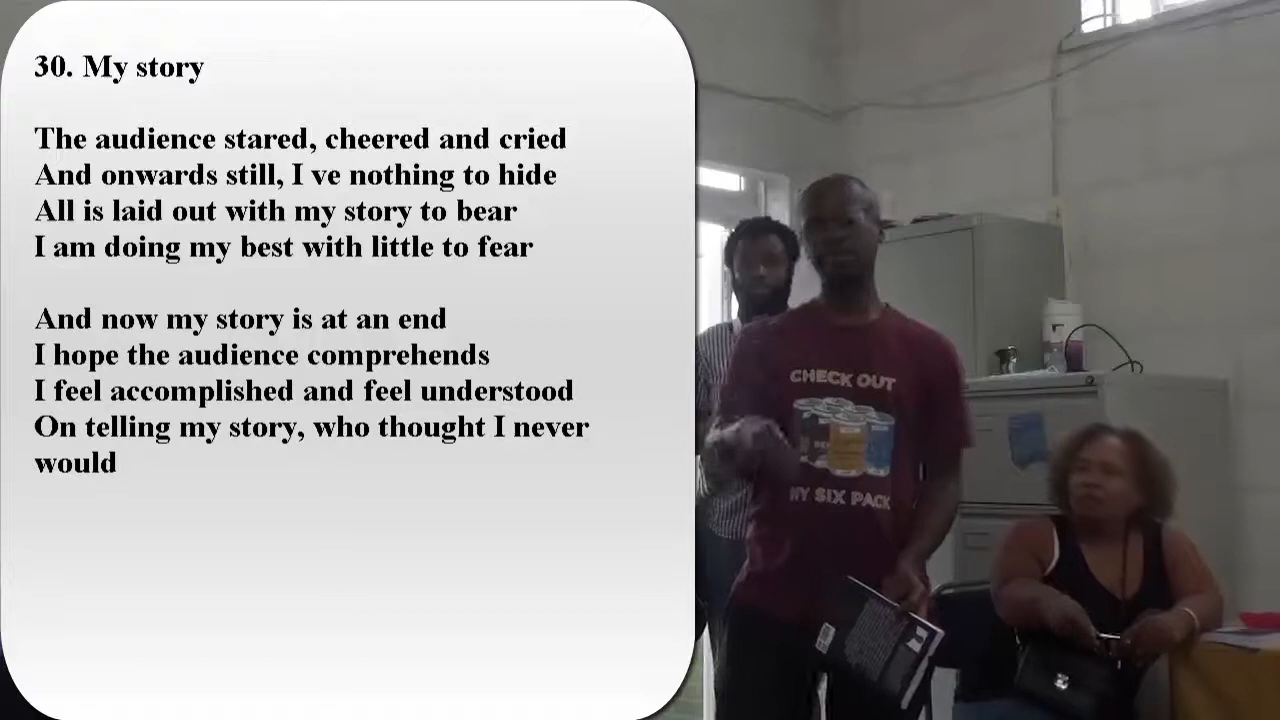 30. My story
The audience stared, cheered and cried
And onwards still, I ve nothing to hide
All is laid out with my story to bear
I am doing my best with little to fear
And now my story is at an end
I hope the audience comprehends
I feel accomplished and feel understood
On telling my story, who thought I never
would
CHECK OUT
MY SIX PACK